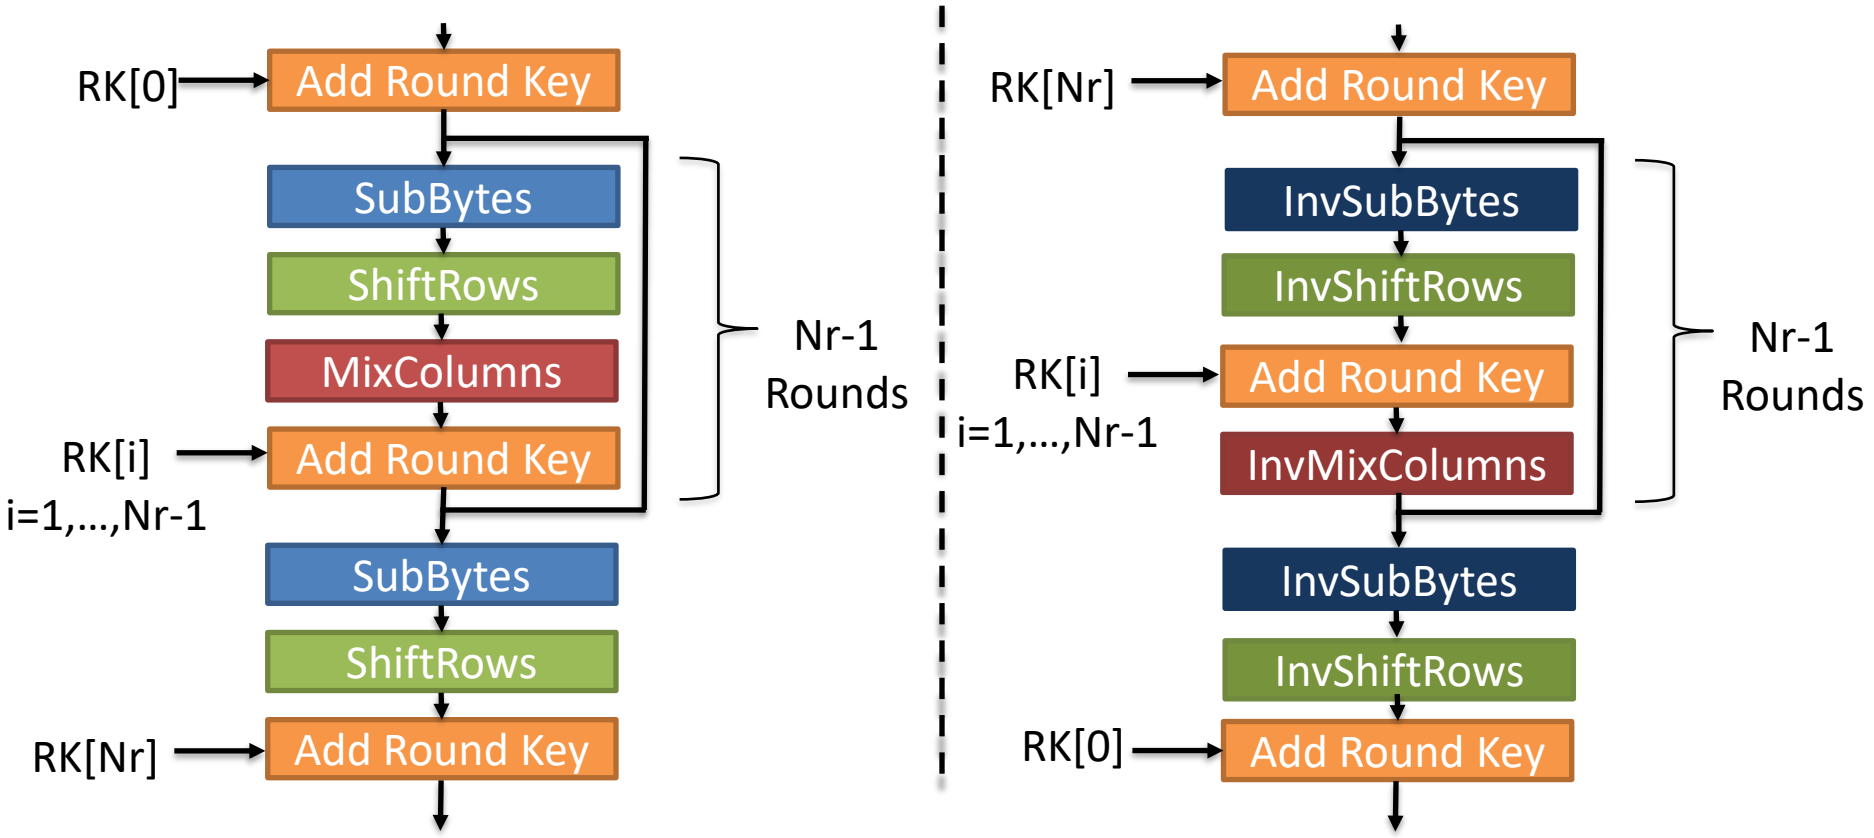 RK[0]
Add Round Key
SubBytes
ShiftRows
MixColumns
RK[i]
i=1,...,Nr-1
Add Round Key
Nr-1
Rounds
SubBytes
ShiftRows
RK[Nr]
Add Round Key
RK[Nr]
Add Round Key
InvSubBytes
InvShiftRows
RK[i]
i=1,...,Nr-1
Add Round Key
InvMixColumns
Nr-1
Rounds
InvSubBytes
InvShiftRows
RK[0]
Add Round Key